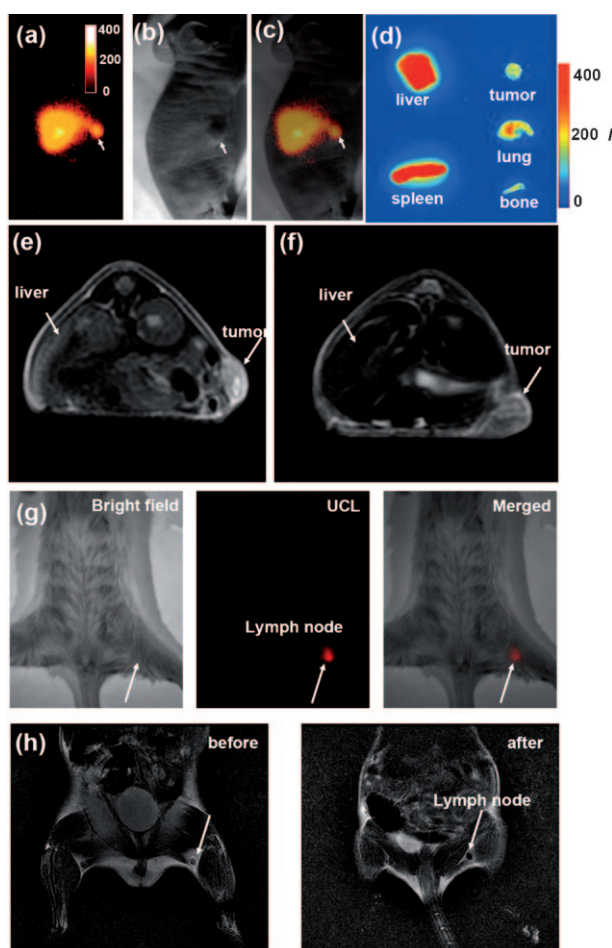 (a)
400
200
0
(b)
(c)
(d)
liver
tumor
lung
spleen
bone
400
200
0
I
(e)
liver
tumor
(f)
liver
tumor
(g)
Bright field
UCL
Lymph node
Merged
(h)
before
after
Lymph node